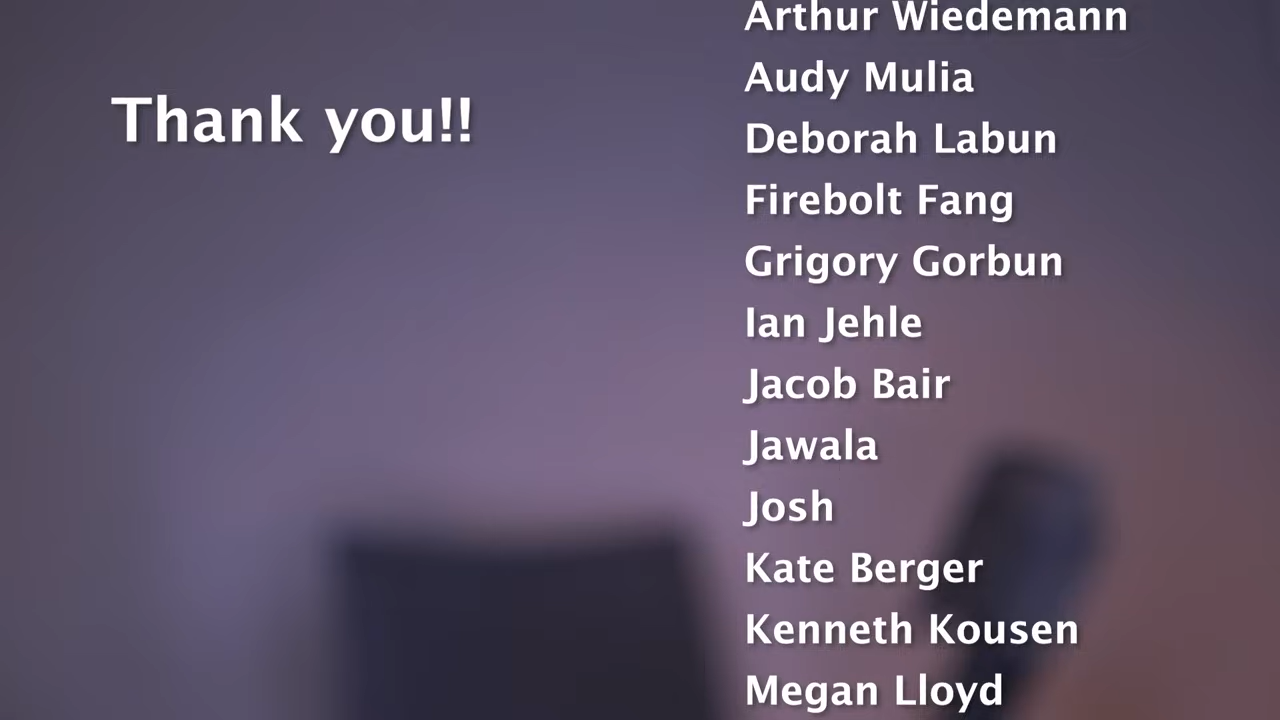 Thank you!!
Arthur Wiedemann
Audy Mulia
Deborah Labun
Firebolt Fang
Grigory Gorbun
Ian Jehle
Jacob Bair
Jawala
Josh
Kate Berger
Kenneth Kousen
Megan Lloyd